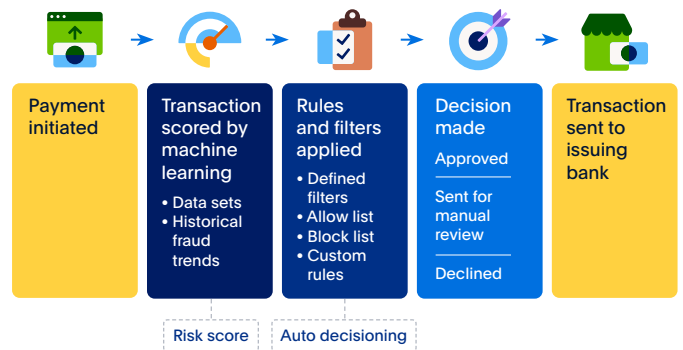 Payment
initiated
Transaction
scored by
machine
learning
• Data sets
• Historical
fraud
trends
Rules
and filters
applied
• Defined
filters
• Allow list
• Block list
• Custom
rules
Decision
made
Approved
Sent for
manual
review
Declined
Transaction
sent to
issuing
bank
Risk score
Auto decisioning